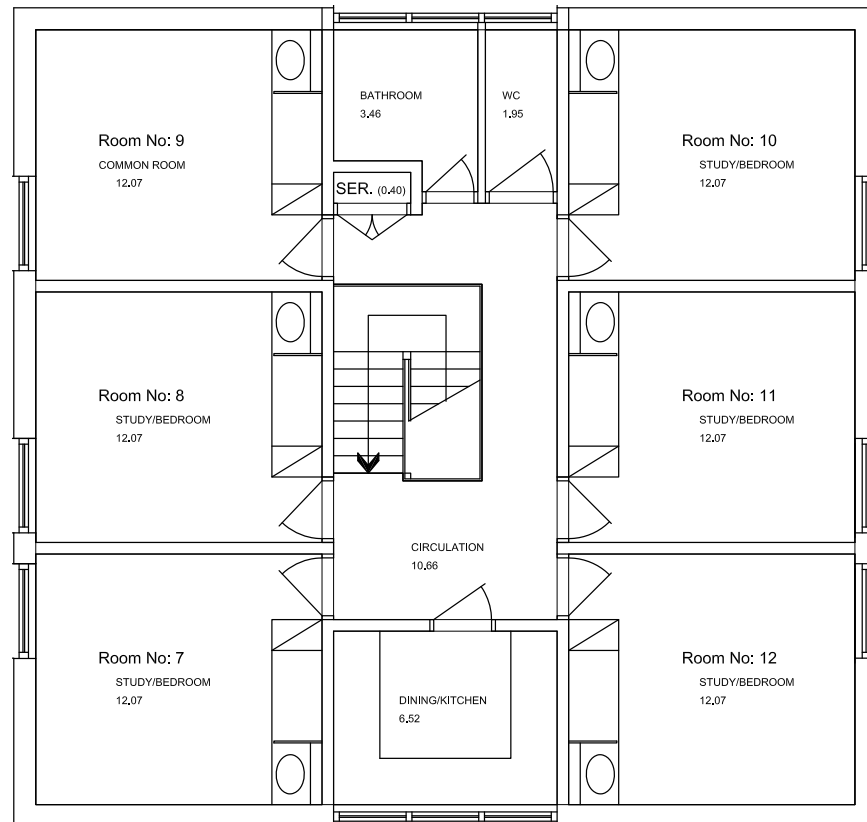 BATHROOM
3.46
WC
1.95
Room No: 9
COMMON ROOM
12.07
Room No: 10
STUDY/BEDROOM
12.07
SER. (0.40)
Room No: 8
STUDY/BEDROOM
12.07
Room No: 11
STUDY/BEDROOM
12.07
CIRCULATION
10.66
Room No: 7
STUDY/BEDROOM
12.07
Room No: 12
STUDY/BEDROOM
12.07
DINING/KITCHEN
6.52